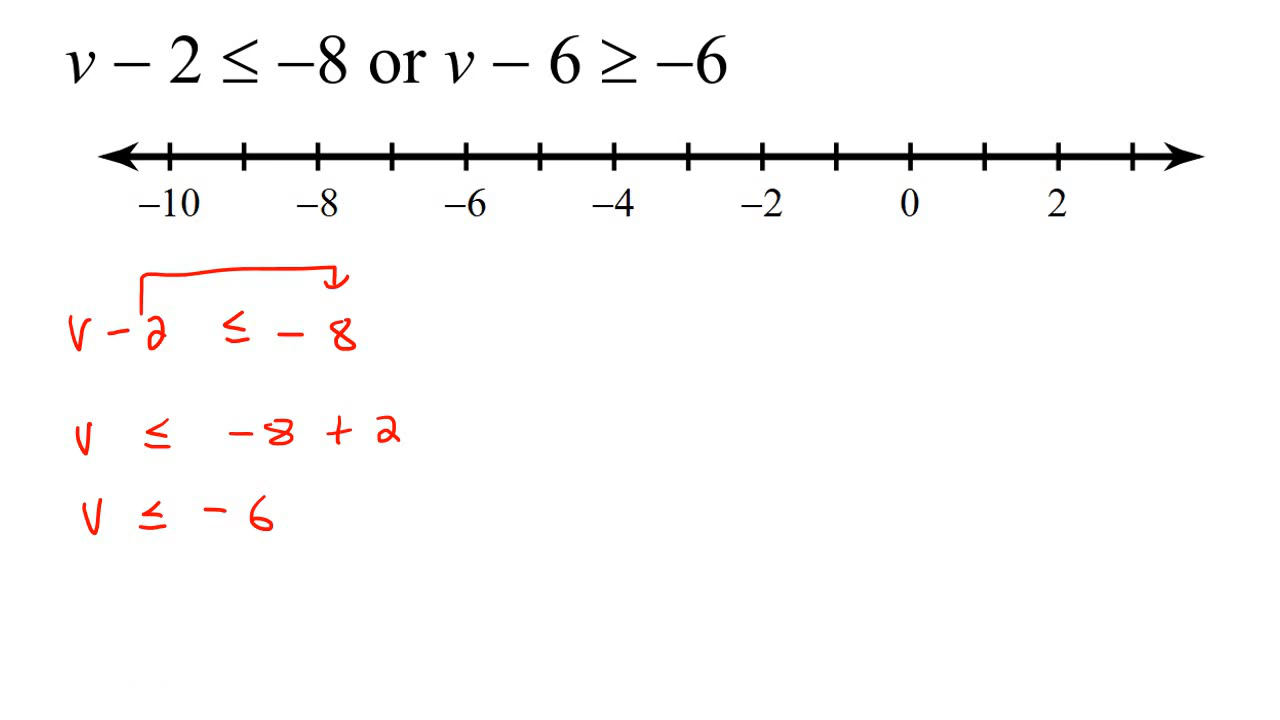 v − 2 ≤ −8 or v − 6 ≥ −6
−10 −8 −6 −4 −2 0 2
v − 2 ≤ − 8
v ≤ − 8 + 2
v ≤ − 6